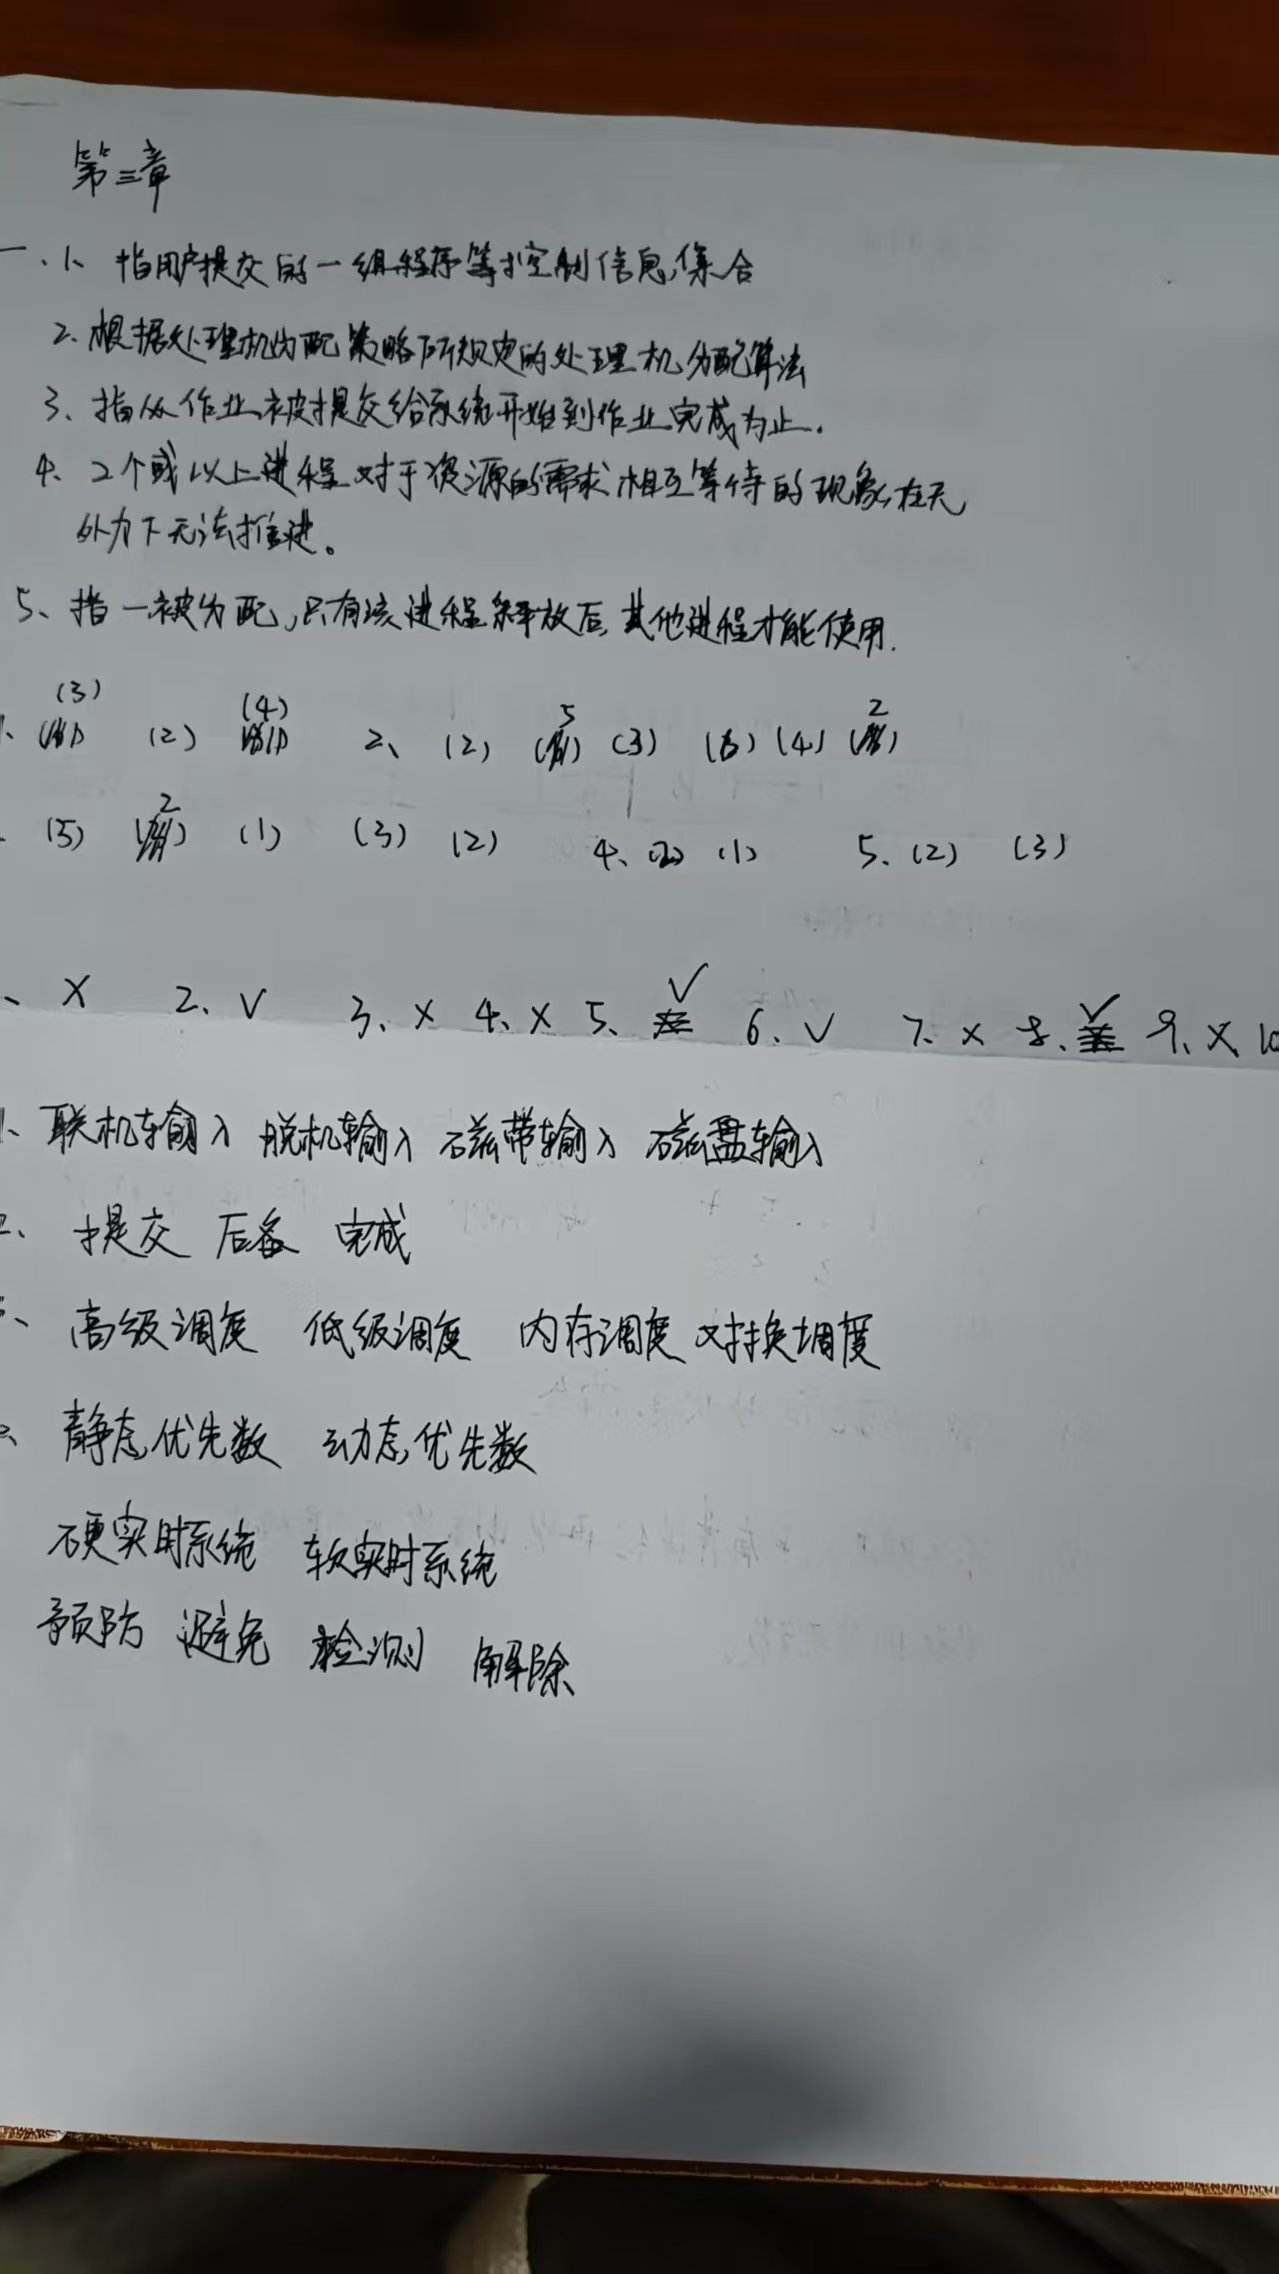 第三章
一.1、指用户提交的一组程序等控制信息集合
2.根据处理机分配策略所规定的处理机分配算法
3、指从作业被提交给系统开始到作业完成为止.
4、2个或以上进程对于资源的需求相互等待的现象,在无
外力下无法推进。
5、指一被分配,只有该进程释放后其他进程才能使用.
(3) (2) (4) 2、(2) 5 (3) (6) (4) 2
(5) 2 (1) (3) (2) 4、(2) (1) 5.(2) (3)
、X 2.V 3.X 4.X 5.✓ 6.V 7.X 8.✓ 9.X 10
1、联机输入 脱机输入 磁带输入 磁盘输入
2、提交 后备 完成
、高级调度 低级调度 内存调度 对换调度
、静态优先数 动态优先数
硬实时系统 软实时系统
预防 避免 检测 解除